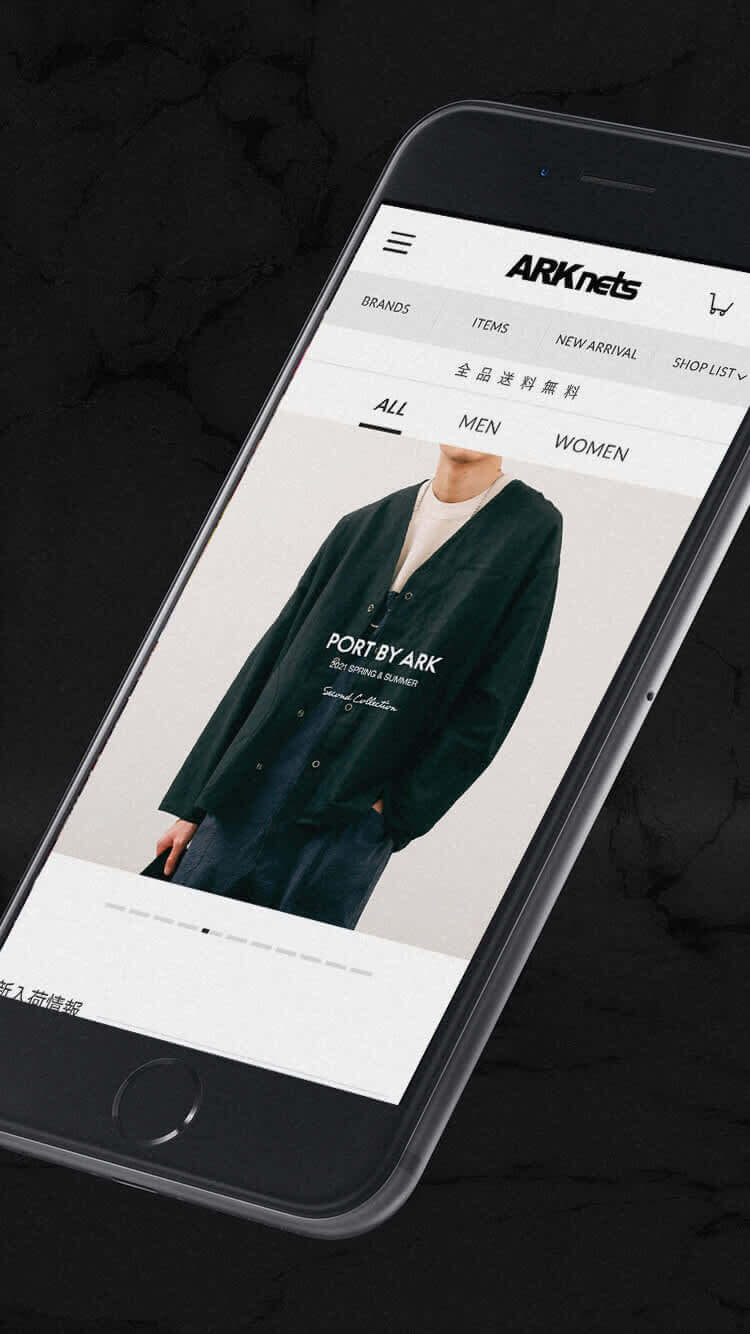 ARKnets
BRANDS
ITEMS
NEW ARRIVAL
SHOP LIST
全品送料無料
ALL
MEN
WOMEN
PORT BY ARK
2021 SPRING & SUMMER
Second Collection
新入荷情報